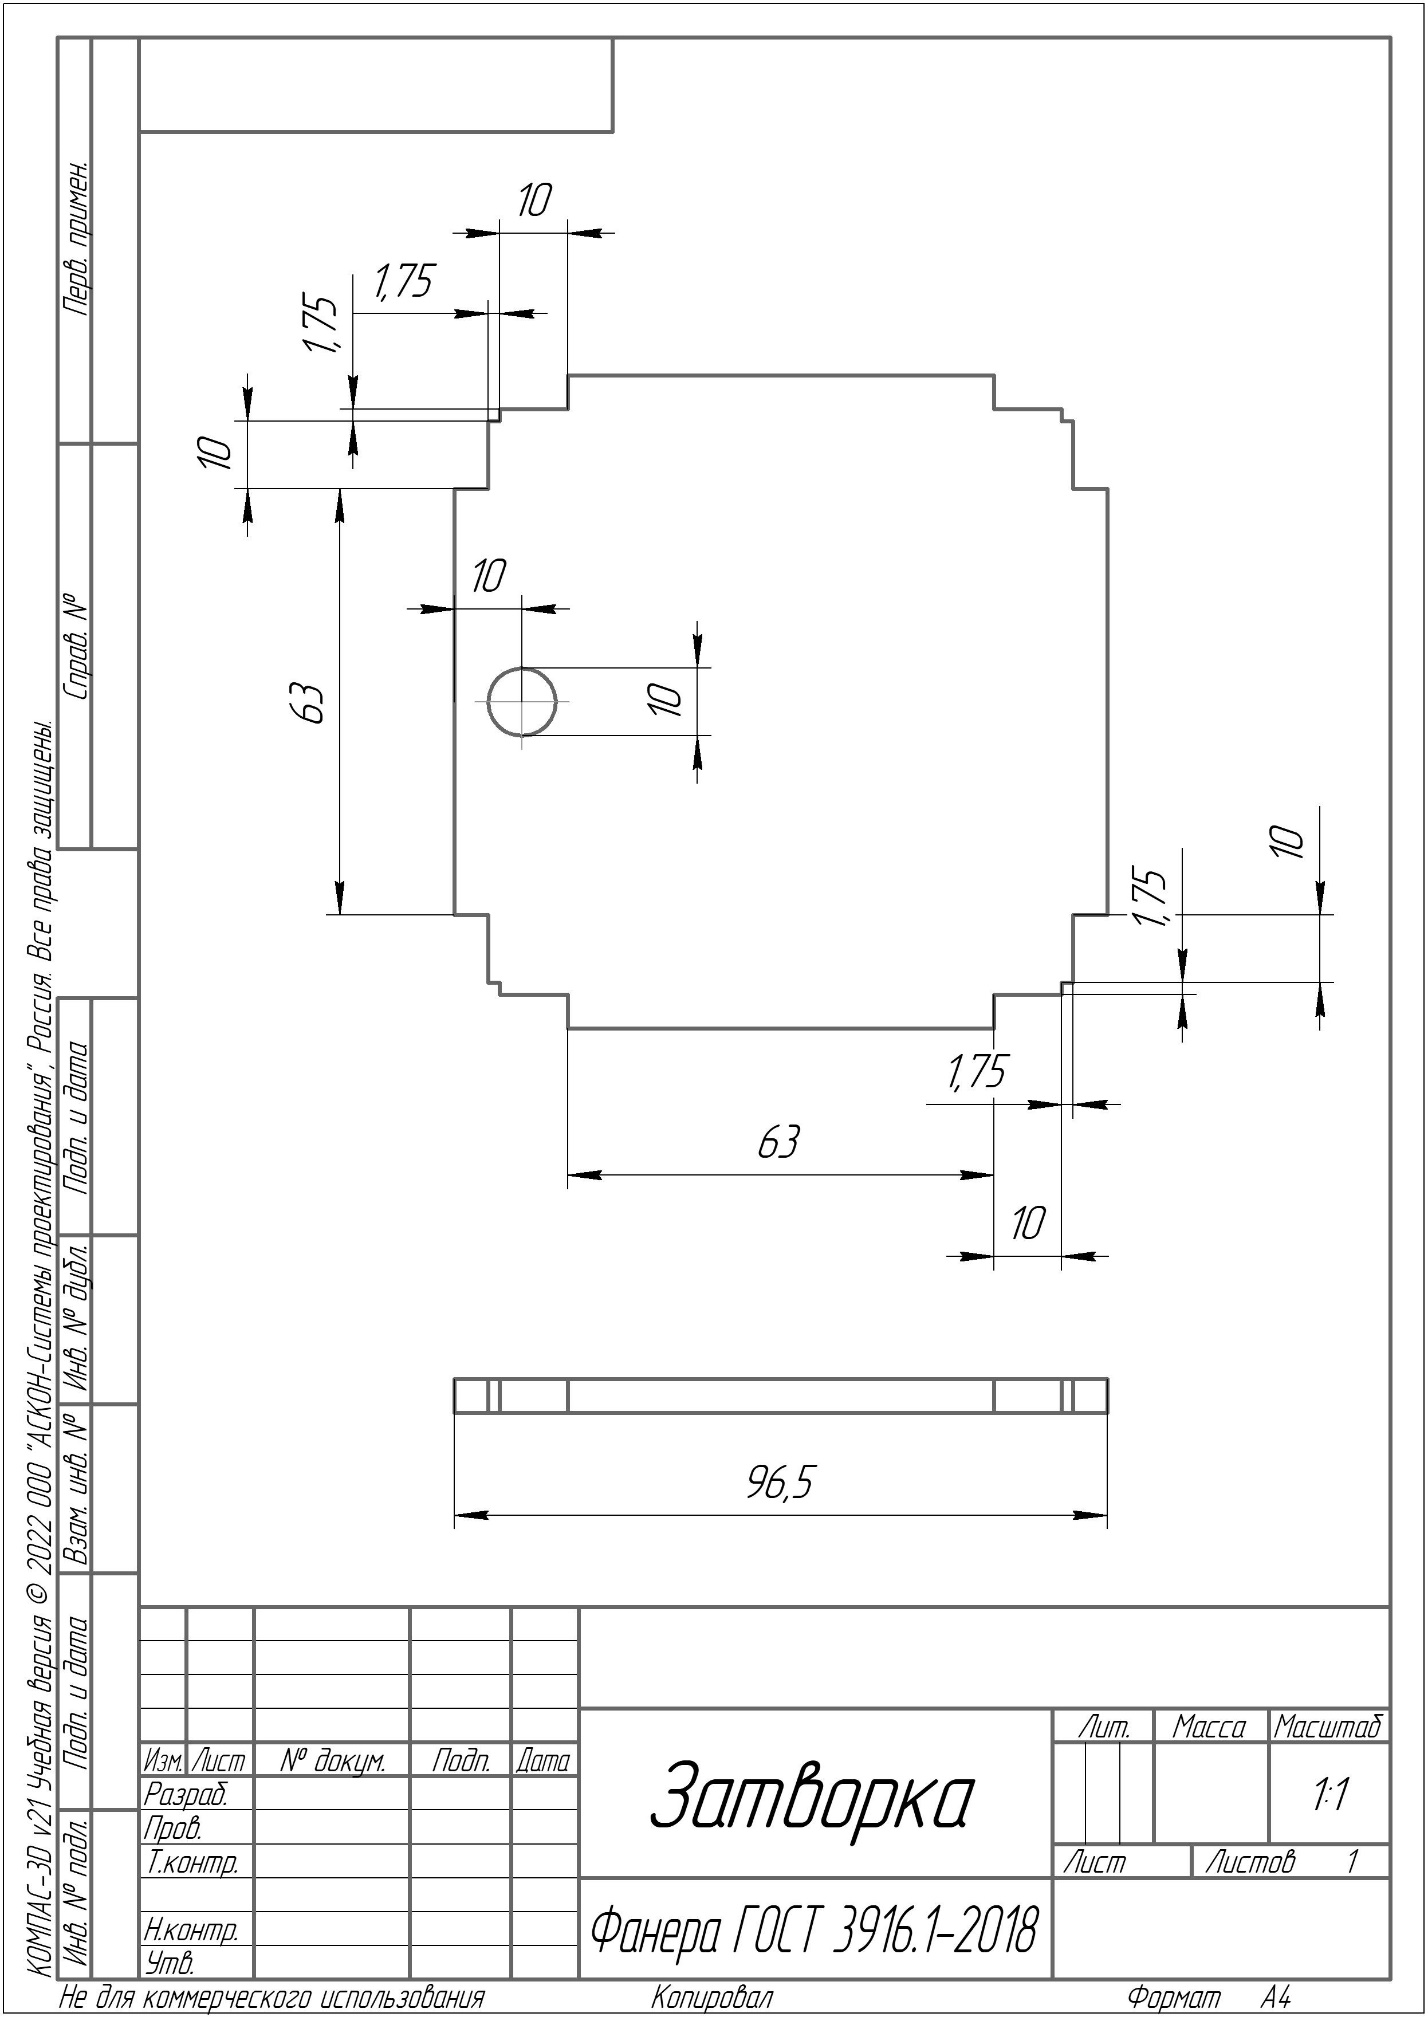 Перв. примен.
Справ. №
Подп. и дата
Инв. № дубл.
Взам. инв. №
Подп. и дата
Инв. № подл.
КОМПАС-3D v21 Учебная версия © 2022 ООО "АСКОН-Системы проектирования", Россия. Все права защищены.
10
1,75
1,75
10
10
63
10
10
1,75
1,75
63
10
96,5
Лит. Масса Масштаб
Изм. Лист № докум. Подп. Дата
Разраб.
Пров.
Т.контр.
Н.контр.
Утв.
Затворка
1:1
Лист Листов 1
Фанера ГОСТ 3916.1-2018
Не для коммерческого использования Копировал Формат А4